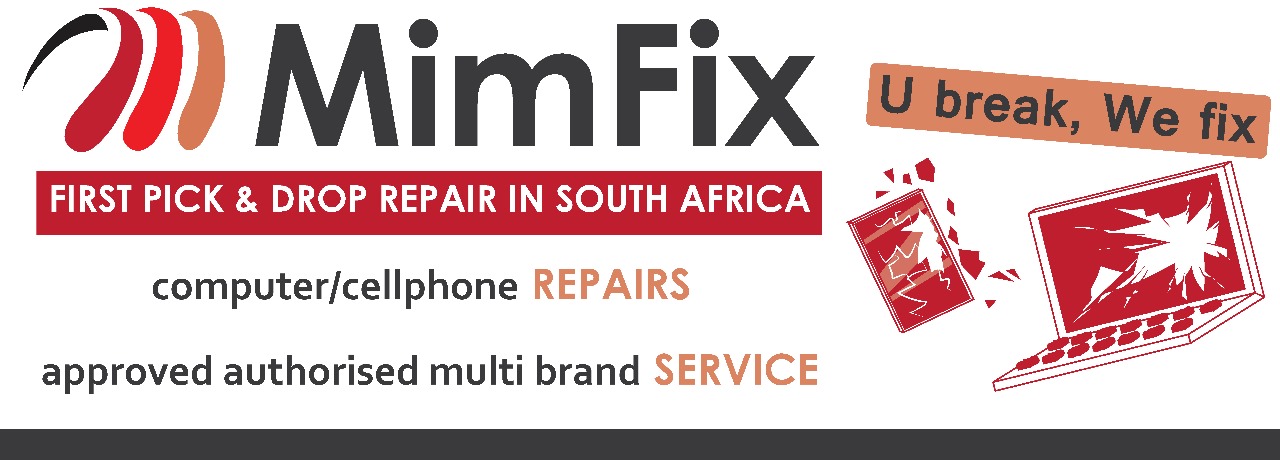 MimFix
FIRST PICK & DROP REPAIR IN SOUTH AFRICA
computer/cellphone REPAIRS
approved authorised multi brand SERVICE
U break, We fix